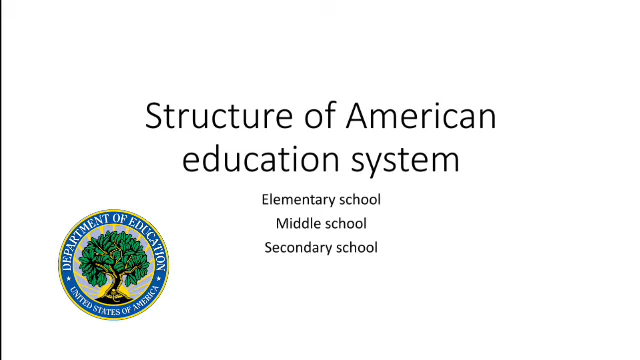 Structure of American
education system
Elementary school
Middle school
Secondary school
DEPARTMENT OF EDUCATION
UNITED STATES OF AMERICA